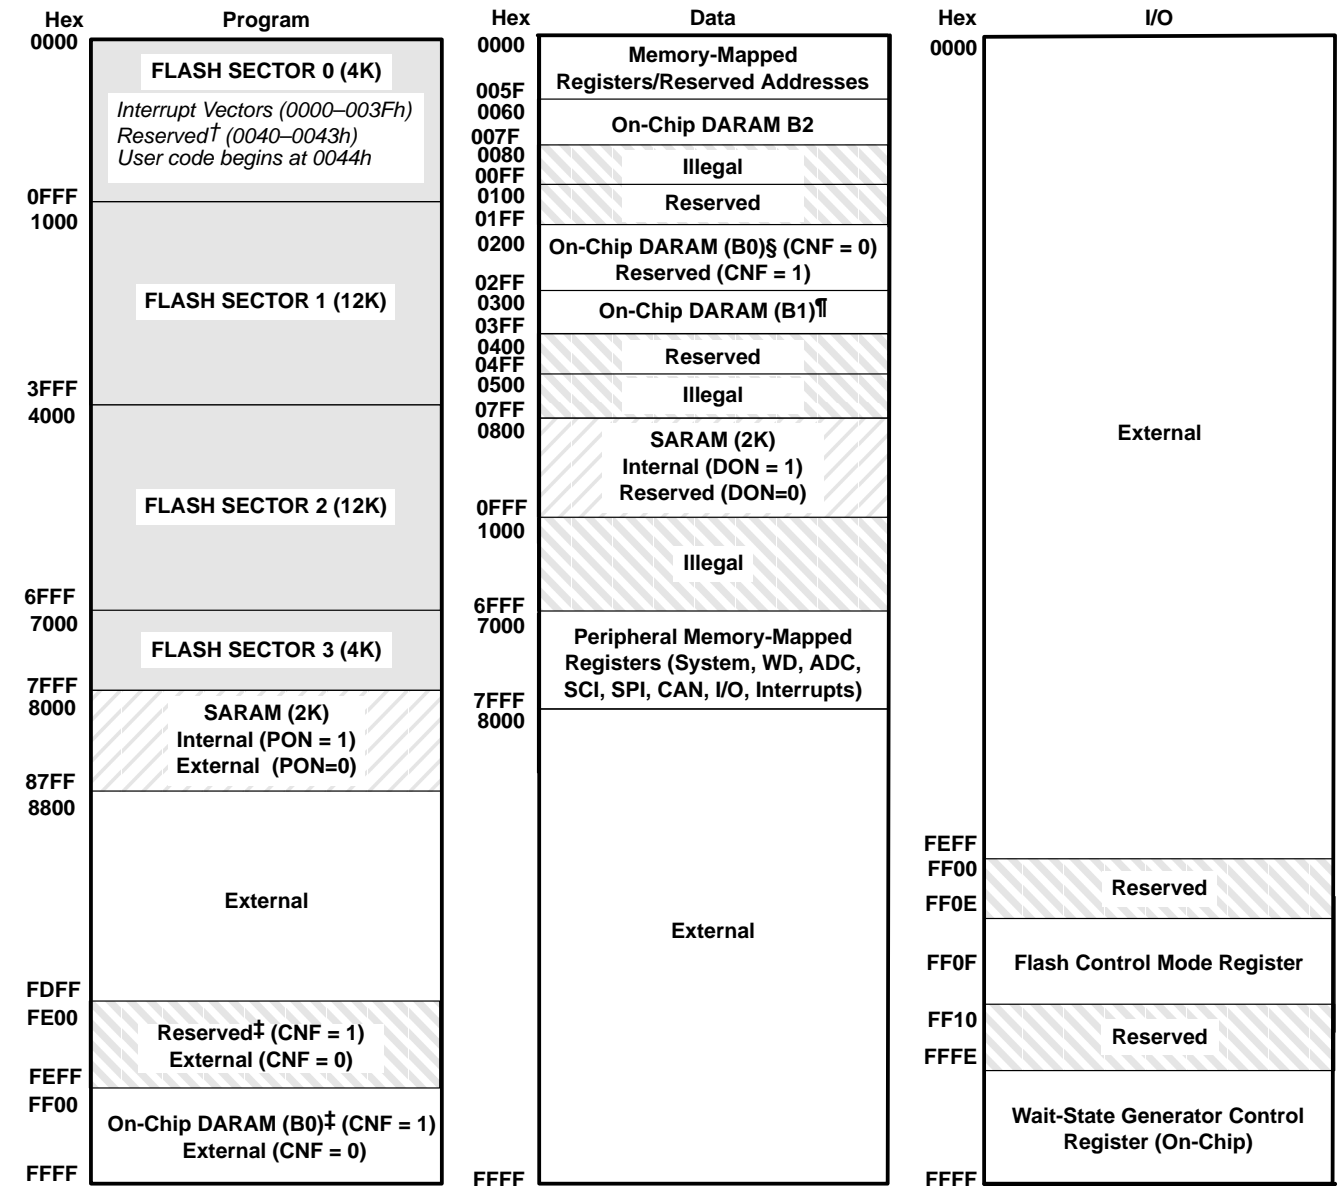 Hex Program
0000
FLASH SECTOR 0 (4K)
Interrupt Vectors (0000–003Fh)
Reserved† (0040–0043h)
User code begins at 0044h
0FFF
1000
FLASH SECTOR 1 (12K)
3FFF
4000
FLASH SECTOR 2 (12K)
6FFF
7000
FLASH SECTOR 3 (4K)
7FFF
8000
SARAM (2K)
Internal (PON = 1)
External (PON=0)
87FF
8800
External
FDFF
FE00
Reserved‡ (CNF = 1)
External (CNF = 0)
FEFF
FF00
On-Chip DARAM (B0)‡ (CNF = 1)
External (CNF = 0)
FFFF
Hex Data
0000
Memory-Mapped
Registers/Reserved Addresses
005F
0060
On-Chip DARAM B2
007F
0080
Illegal
00FF
0100
Reserved
01FF
0200
On-Chip DARAM (B0)§ (CNF = 0)
Reserved (CNF = 1)
02FF
0300
On-Chip DARAM (B1)¶
03FF
0400
Reserved
04FF
0500
Illegal
07FF
0800
SARAM (2K)
Internal (DON = 1)
Reserved (DON=0)
0FFF
1000
Illegal
6FFF
7000
Peripheral Memory-Mapped
Registers (System, WD, ADC,
SCI, SPI, CAN, I/O, Interrupts)
7FFF
8000
External
FFFF
Hex I/O
0000
External
FEFF
FF00
Reserved
FF0E
FF0F Flash Control Mode Register
FF10
Reserved
FFFE
Wait-State Generator Control
Register (On-Chip)
FFFF